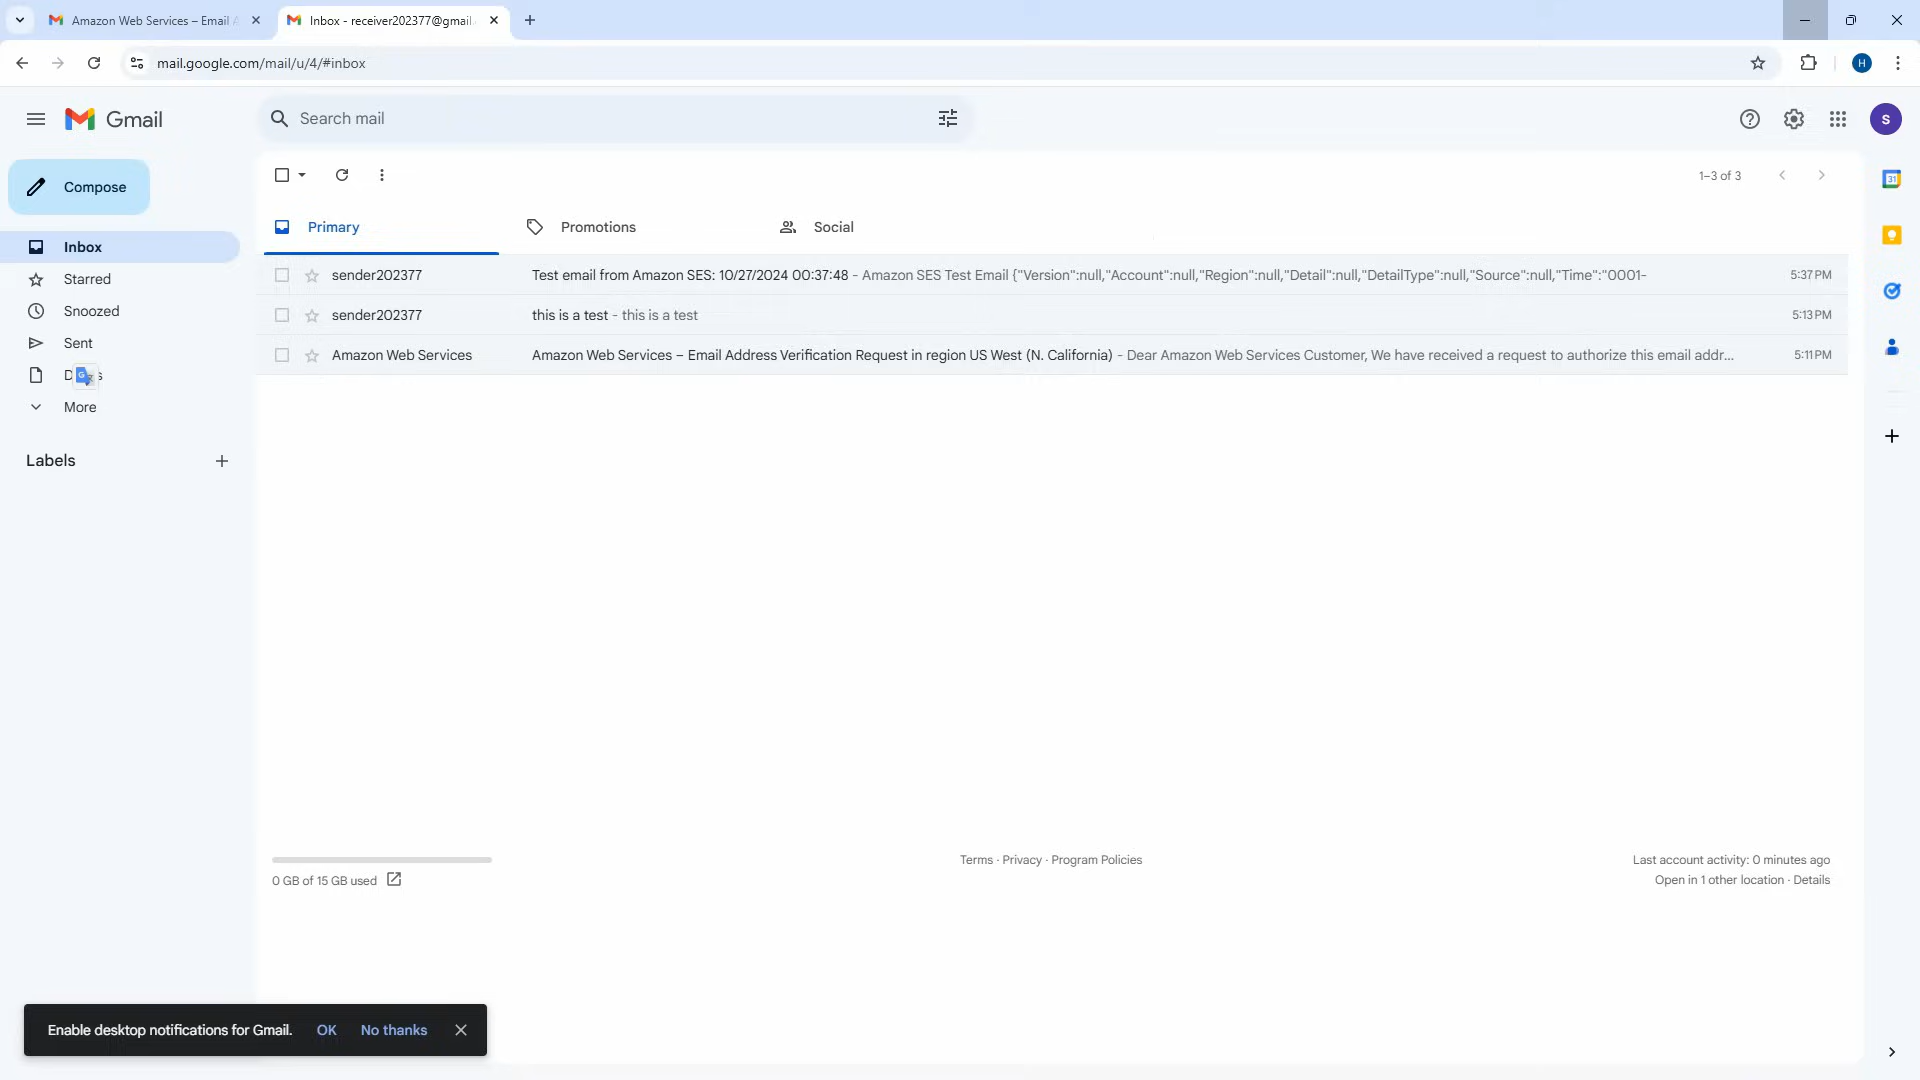 Amazon Web Services – Email A
Inbox - receiver202377@gmail.
mail.google.com/mail/u/4/#inbox
H
Gmail
Search mail
S
Compose
1–3 of 3
31
Primary
Promotions
Social
Inbox
Starred
Snoozed
Sent
More
Labels
sender202377 Test email from Amazon SES: 10/27/2024 00:37:48 - Amazon SES Test Email {"Version":null,"Account":null,"Region":null,"Detail":null,"DetailType":null,"Source":null,"Time":"0001- 5:37 PM
sender202377 this is a test - this is a test 5:13 PM
Amazon Web Services Amazon Web Services – Email Address Verification Request in region US West (N. California) - Dear Amazon Web Services Customer, We have received a request to authorize this email addr... 5:11 PM
0 GB of 15 GB used
Terms · Privacy · Program Policies
Last account activity: 0 minutes ago
Open in 1 other location · Details
Enable desktop notifications for Gmail. OK No thanks